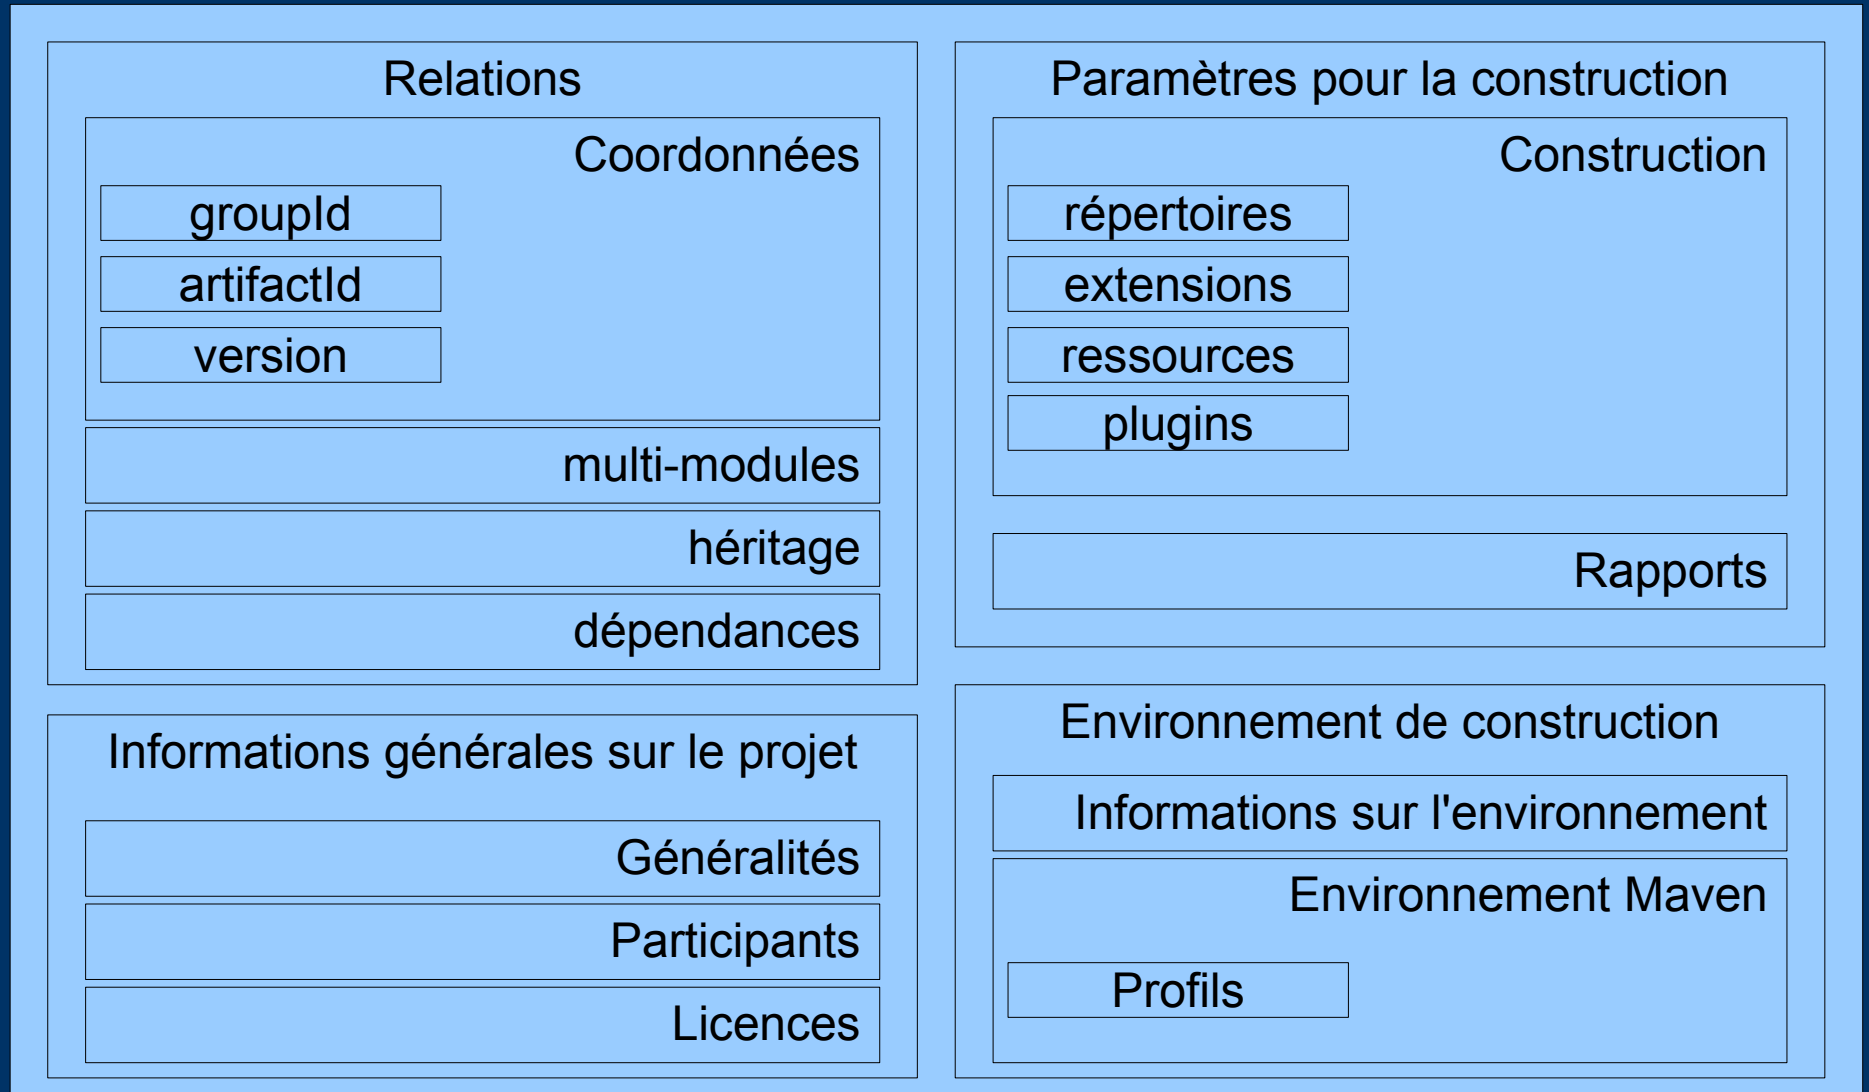 Relations
Coordonnées
groupId
artifactId
version
multi-modules
héritage
dépendances
Informations générales sur le projet
Généralités
Participants
Licences
Paramètres pour la construction
Construction
répertoires
extensions
ressources
plugins
Rapports
Environnement de construction
Informations sur l'environnement
Environnement Maven
Profils